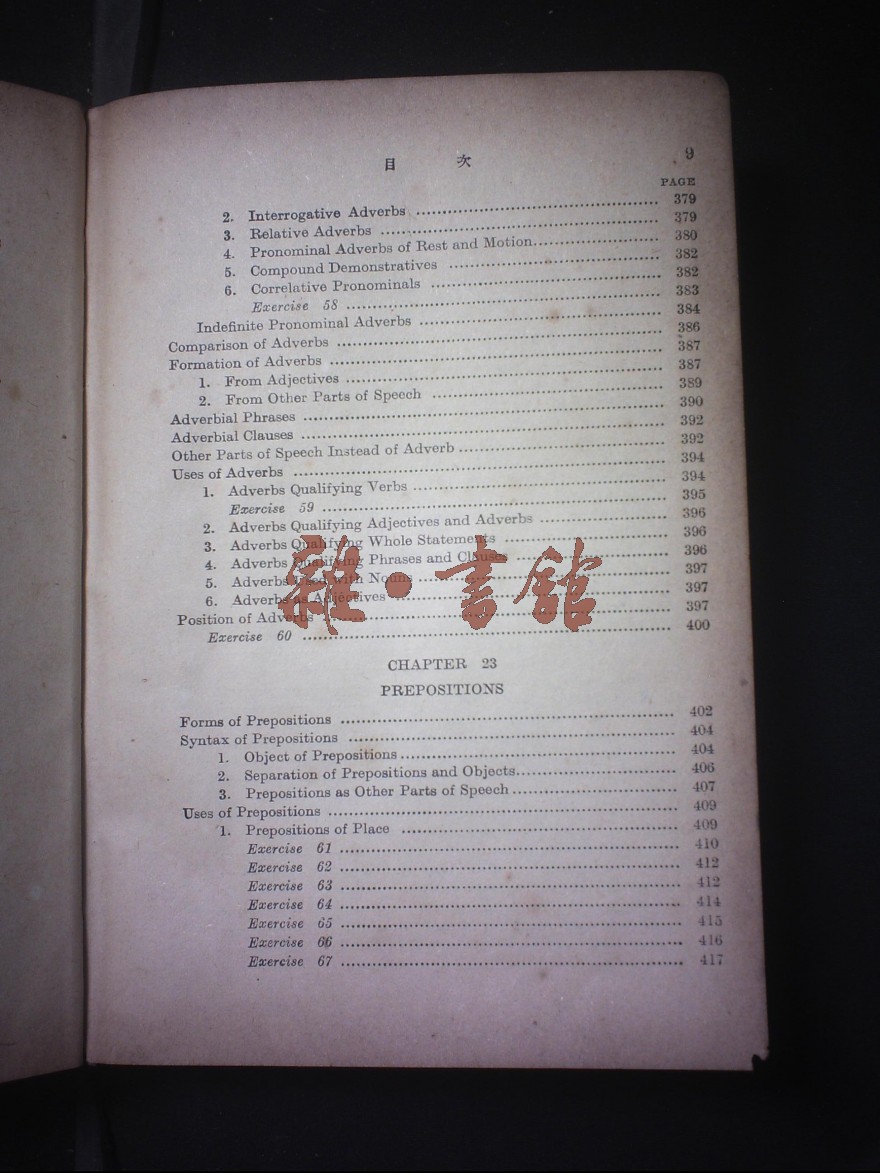 目 次 9
PAGE
2. Interrogative Adverbs ........ 379
3. Relative Adverbs ........ 379
4. Pronominal Adverbs of Rest and Motion ........ 380
5. Compound Demonstratives ........ 382
6. Correlative Pronominals ........ 382
Exercise 58 ........ 383
Indefinite Pronominal Adverbs ........ 384
Comparison of Adverbs ........ 386
Formation of Adverbs ........ 387
1. From Adjectives ........ 387
2. From Other Parts of Speech ........ 389
Adverbial Phrases ........ 390
Adverbial Clauses ........ 392
Other Parts of Speech Instead of Adverb ........ 392
Uses of Adverbs ........ 394
1. Adverbs Qualifying Verbs ........ 394
Exercise 59 ........ 395
2. Adverbs Qualifying Adjectives and Adverbs ........ 396
3. Adverbs Qualifying Whole Statements ........ 396
4. Adverbs Qualifying Phrases and Clauses ........ 396
5. Adverbs Used with Nouns ........ 397
6. Adverbs as Adjectives ........ 397
Position of Adverbs ........ 397
Exercise 60 ........ 400
雜·書館
CHAPTER 23
PREPOSITIONS
Forms of Prepositions ........ 402
Syntax of Prepositions ........ 404
1. Object of Prepositions ........ 404
2. Separation of Prepositions and Objects ........ 406
3. Prepositions as Other Parts of Speech ........ 407
Uses of Prepositions ........ 409
1. Prepositions of Place ........ 409
Exercise 61 ........ 410
Exercise 62 ........ 412
Exercise 63 ........ 412
Exercise 64 ........ 414
Exercise 65 ........ 415
Exercise 66 ........ 416
Exercise 67 ........ 417